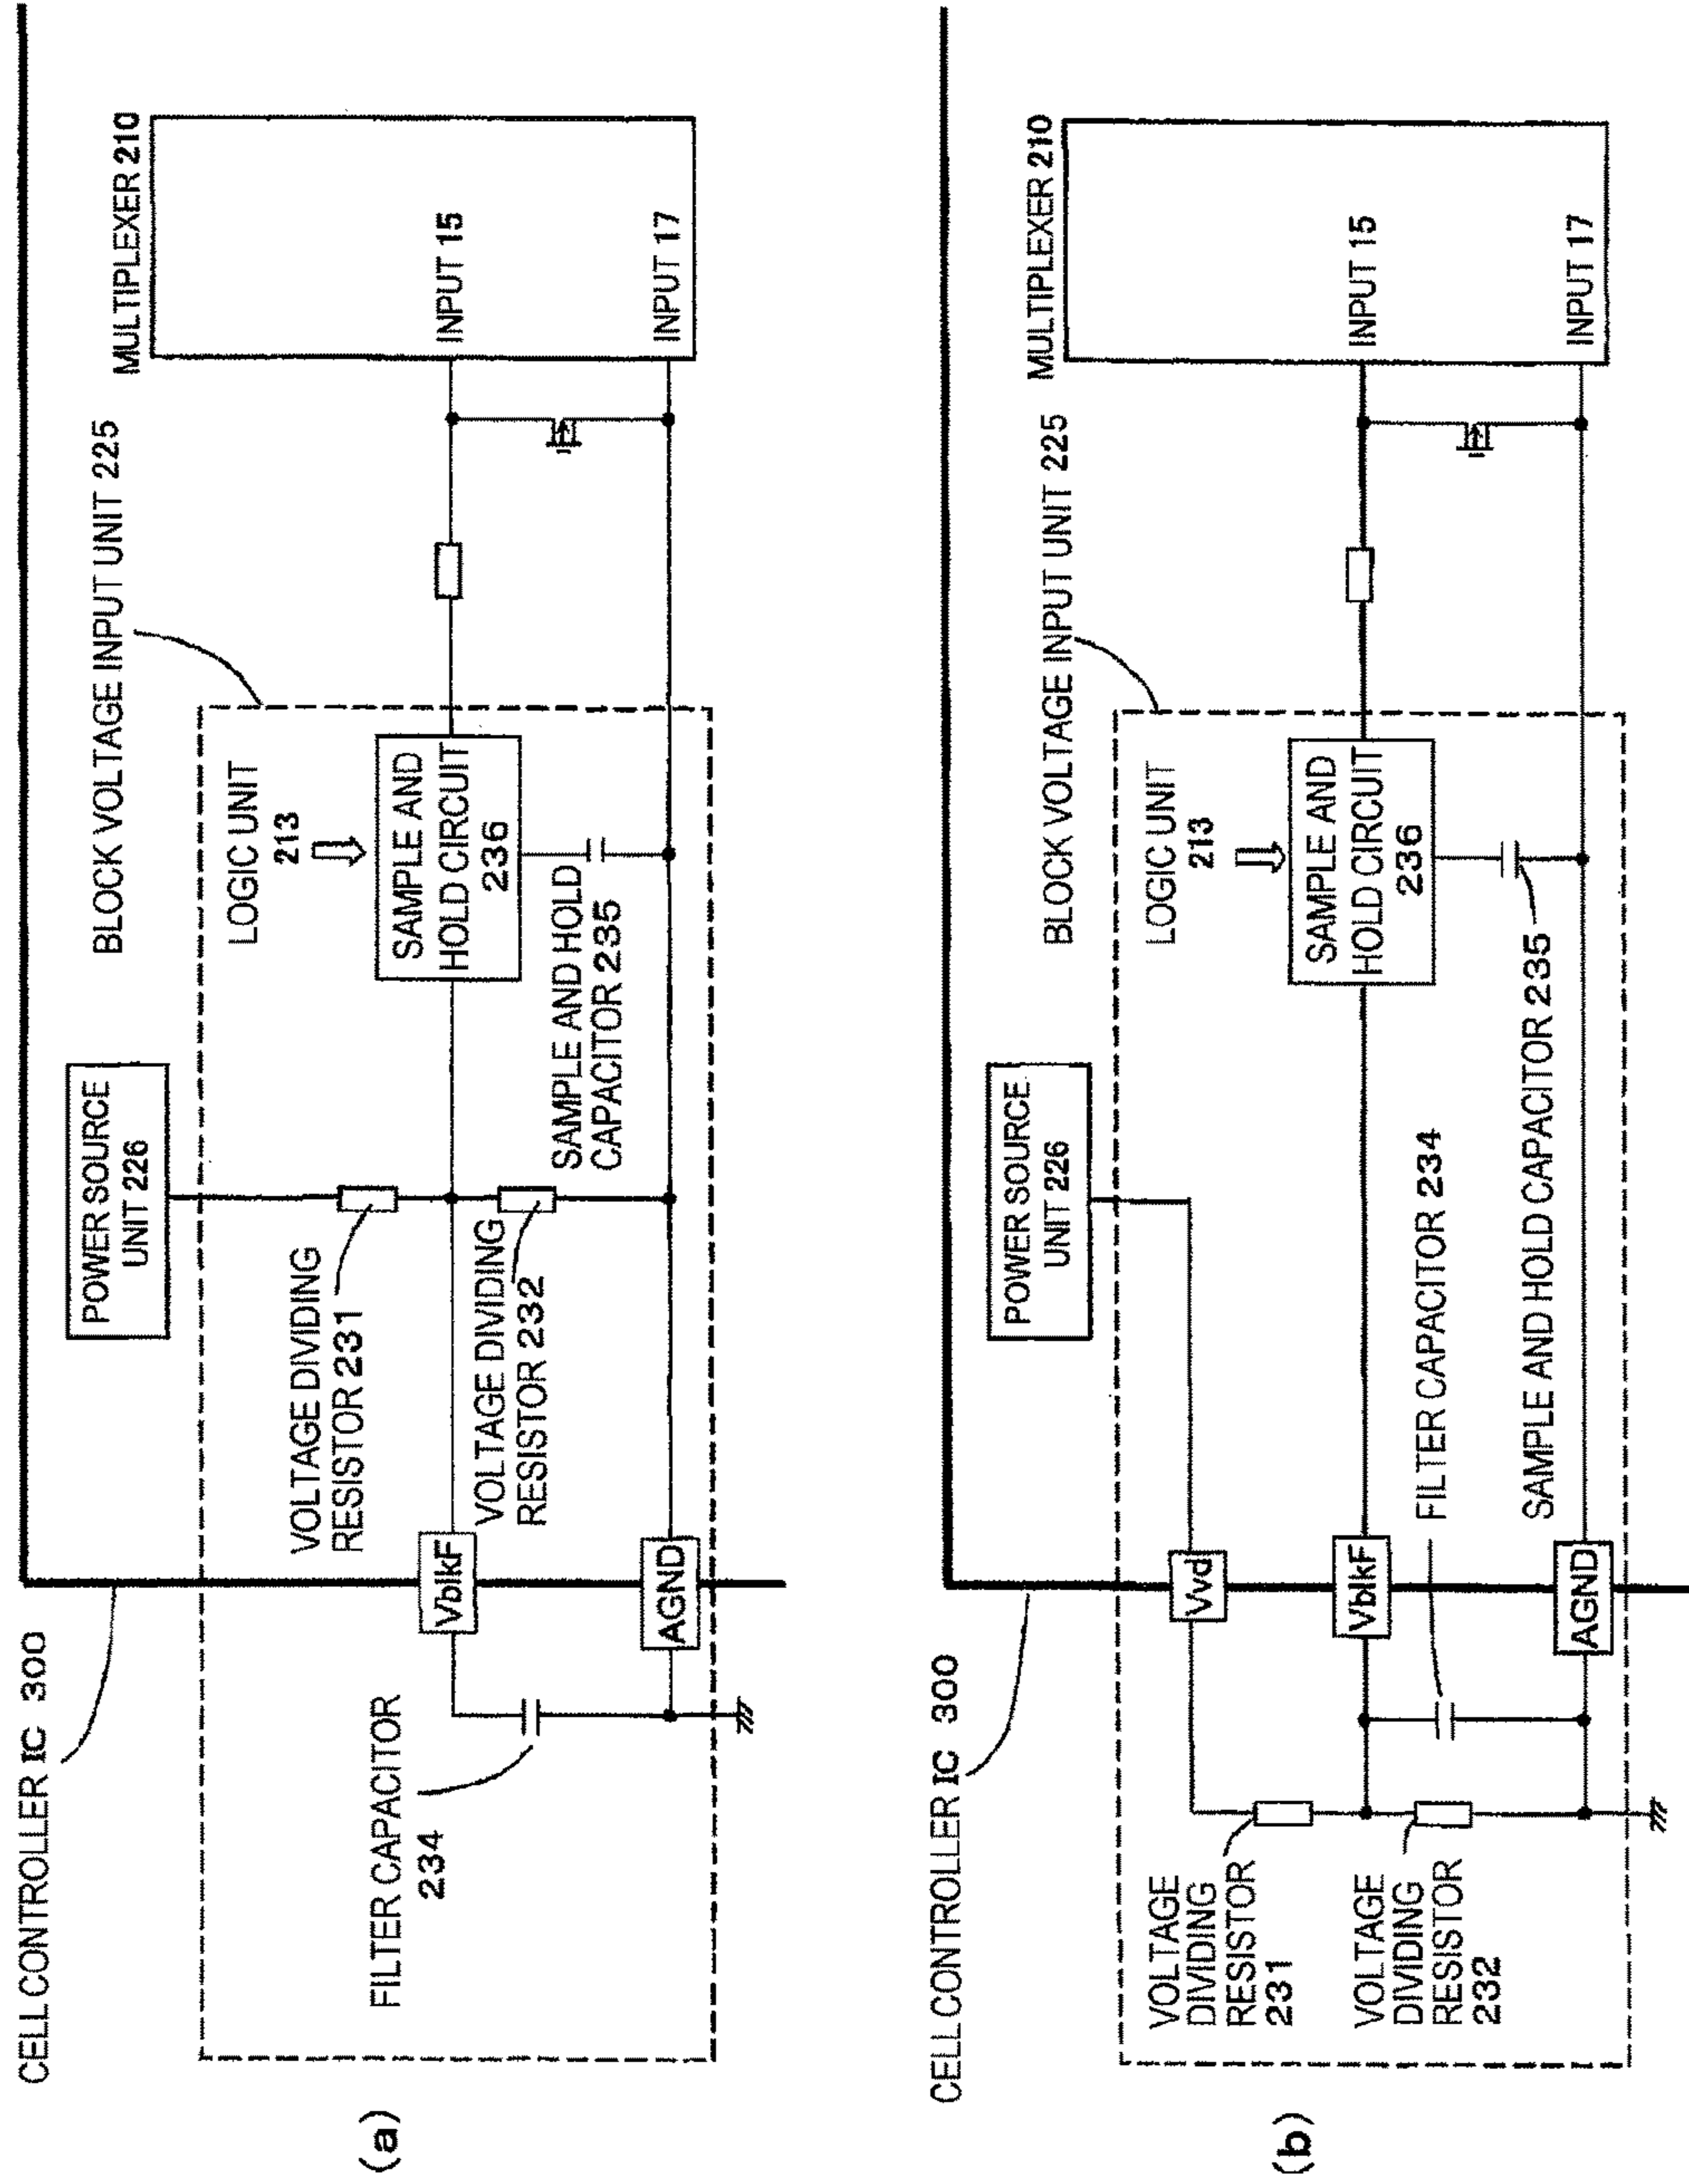 (a)
CELL CONTROLLER IC 300
POWER SOURCE
UNIT 226
BLOCK VOLTAGE INPUT UNIT 225
MULTIPLEXER 210
LOGIC UNIT
213
VOLTAGE DIVIDING
RESISTOR 231
SAMPLE AND
HOLD CIRCUIT
236
INPUT 15
FILTER CAPACITOR
234
VblkF
VOLTAGE DIVIDING
RESISTOR 232
SAMPLE AND HOLD
CAPACITOR 235
AGND
INPUT 17
(b)
CELL CONTROLLER IC 300
POWER SOURCE
UNIT 226
BLOCK VOLTAGE INPUT UNIT 225
MULTIPLEXER 210
LOGIC UNIT
213
Vvd
VOLTAGE
DIVIDING
RESISTOR
231
SAMPLE AND
HOLD CIRCUIT
236
INPUT 15
VblkF
VOLTAGE
DIVIDING
RESISTOR
232
FILTER CAPACITOR 234
SAMPLE AND HOLD CAPACITOR 235
AGND
INPUT 17